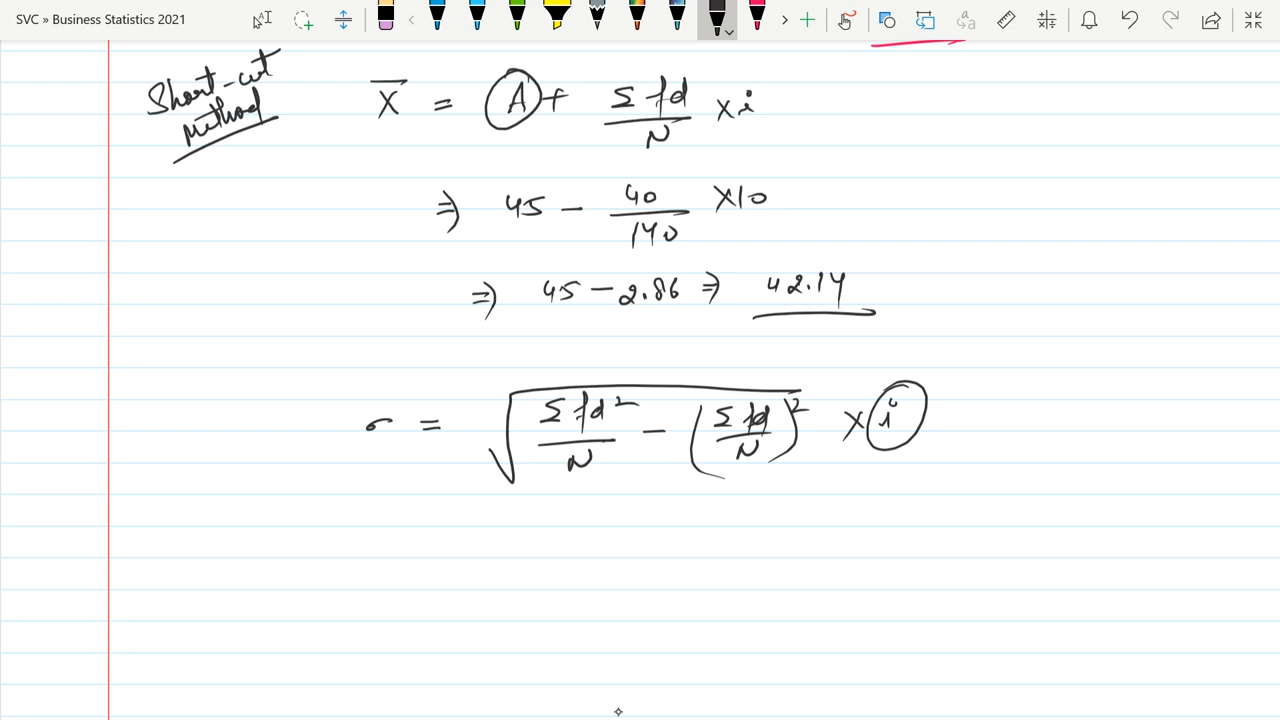 SVC » Business Statistics 2021
Short-cut
Method
X̅ = A + Σfd/N × i
⇒ 45 - 40/140 × 10
⇒ 45 - 2.86 ⇒ 42.14
σ = √(Σfd²/N - (Σfd/N)²) × i